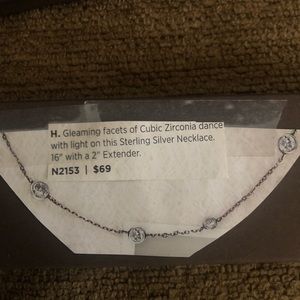 H. Gleaming facets of Cubic Zirconia dance
with light on this Sterling Silver Necklace.
16" with a 2" Extender.
N2153 | $69